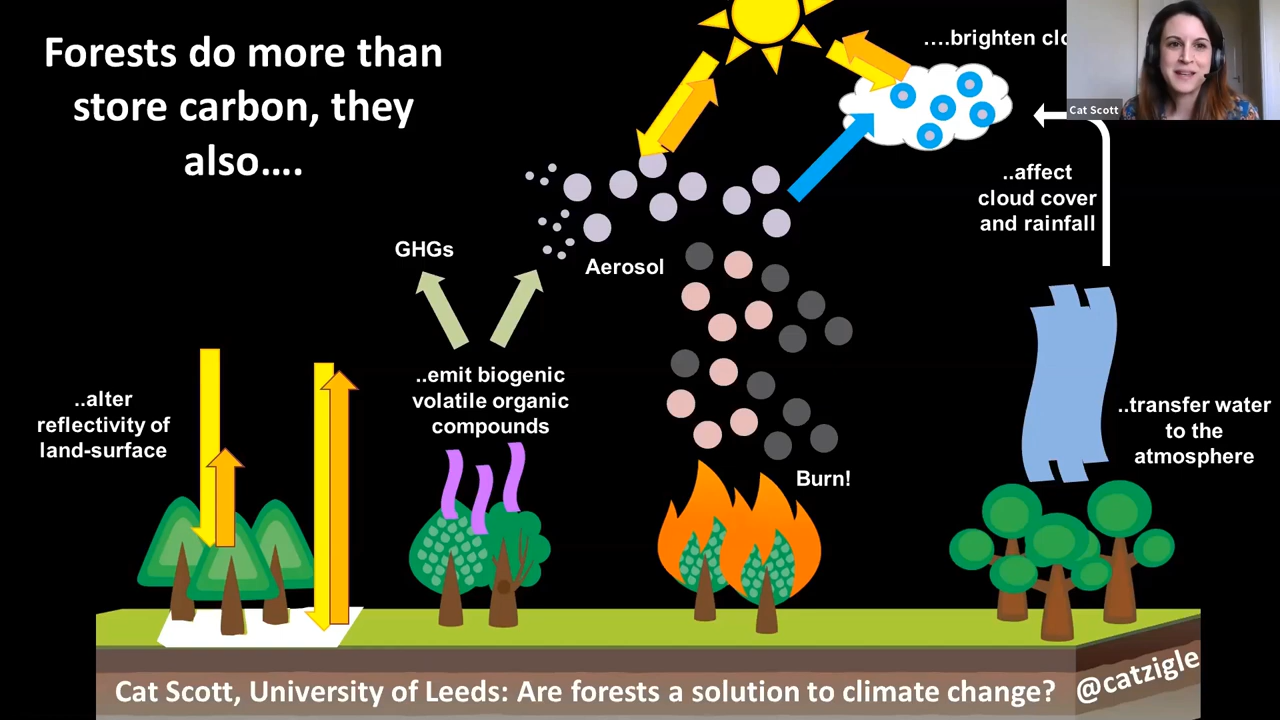 Forests do more than
store carbon, they
also....
....brighten
Cat Scott
..affect
cloud cover
and rainfall
GHGs
Aerosol
..emit biogenic
volatile organic
compounds
..alter
reflectivity of
land-surface
..transfer water
to the
atmosphere
Burn!
Cat Scott, University of Leeds: Are forests a solution to climate change?
@catzigle